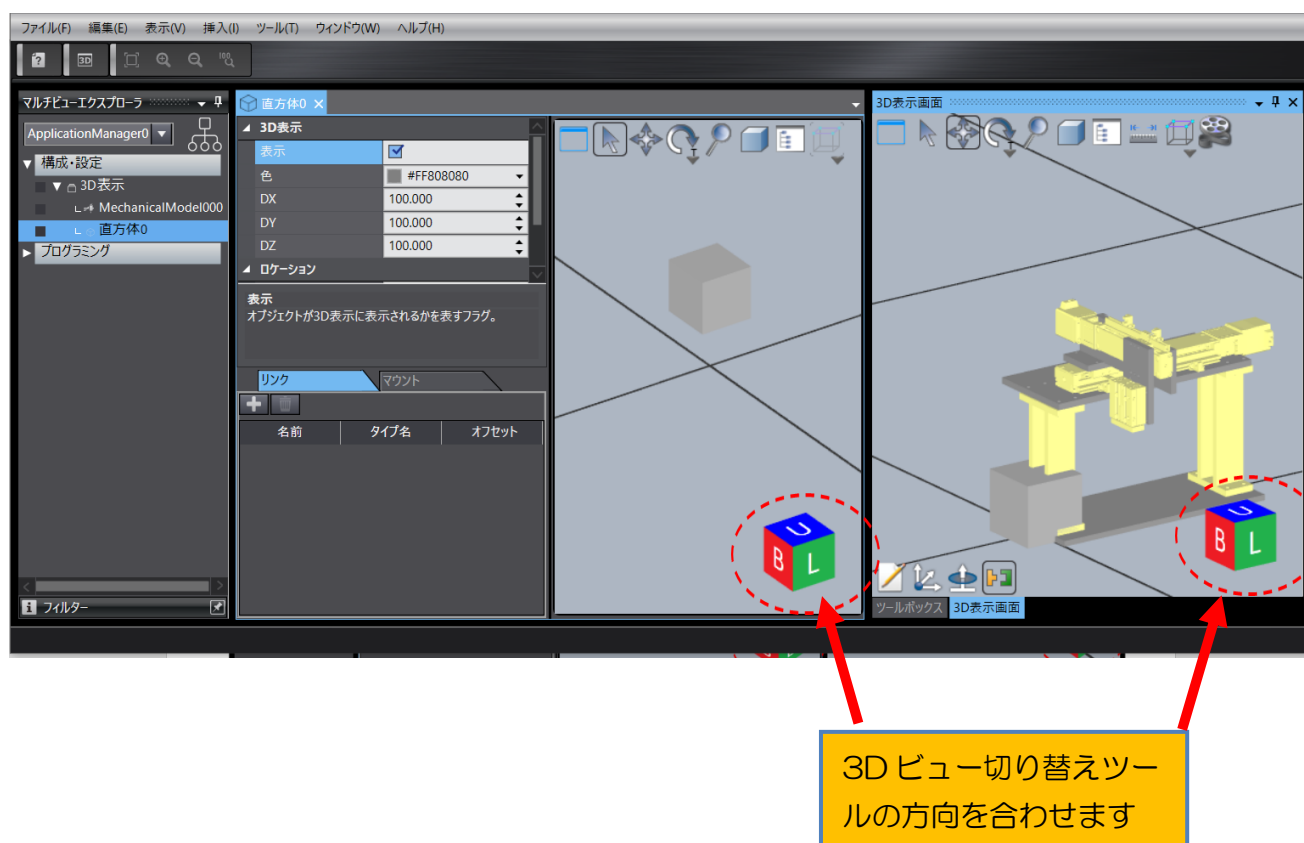 ファイル(F) 編集(E) 表示(V) 挿入(I) ツール(T) ウィンドウ(W) ヘルプ(H)
?
3D
100%
マルチビューエクスプローラ
ApplicationManager0
構成・設定
3D表示
MechanicalModel000
直方体0
プログラミング
フィルター
直方体0
3D表示
表示
色 #FF808080
DX 100.000
DY 100.000
DZ 100.000
ロケーション
表示
オブジェクトが3D表示に表示されるかを表すフラグ。
リンク マウント
名前 タイプ名 オフセット
U
B L
3D表示画面
U
B L
ツールボックス 3D表示画面
3D ビュー切り替えツー
ルの方向を合わせます